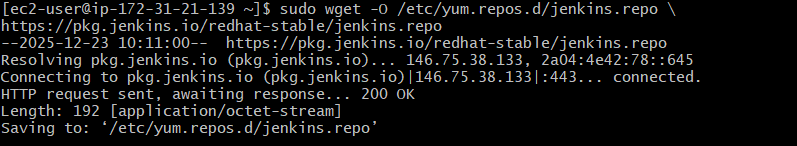 [ec2-user@ip-172-31-21-139 ~]$ sudo wget -O /etc/yum.repos.d/jenkins.repo \
https://pkg.jenkins.io/redhat-stable/jenkins.repo
--2025-12-23 10:11:00--  https://pkg.jenkins.io/redhat-stable/jenkins.repo
Resolving pkg.jenkins.io (pkg.jenkins.io)... 146.75.38.133, 2a04:4e42:78::645
Connecting to pkg.jenkins.io (pkg.jenkins.io)|146.75.38.133|:443... connected.
HTTP request sent, awaiting response... 200 OK
Length: 192 [application/octet-stream]
Saving to: ‘/etc/yum.repos.d/jenkins.repo’